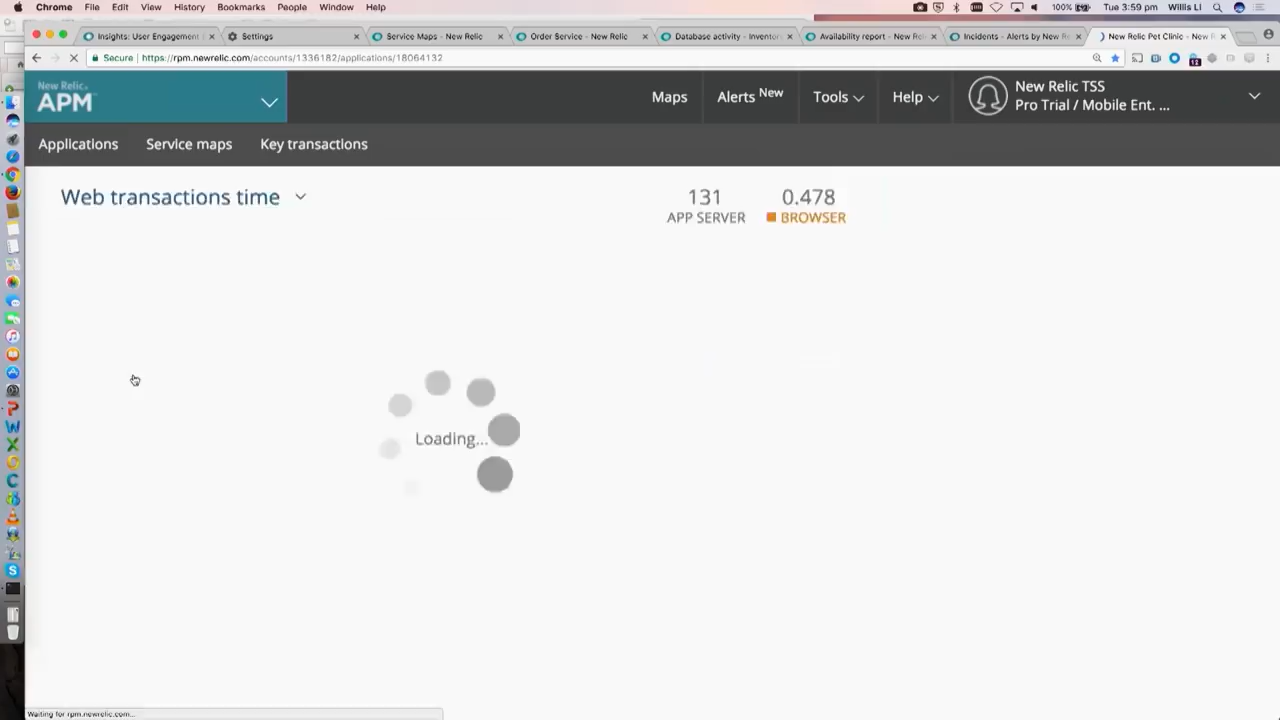 Chrome File Edit View History Bookmarks People Window Help 100% Tue 3:59 pm Willis Li
Insights: User Engagement Settings Service Maps - New Relic Order Service - New Relic Database activity - Inventor Availability report - New Re Incidents - Alerts by New R New Relic Pet Clinic - New R
Secure https://rpm.newrelic.com/accounts/1336182/applications/18064132 12
New Relic
APM
Maps Alerts New Tools Help
New Relic TSS
Pro Trial / Mobile Ent. ...
Applications Service maps Key transactions
Web transactions time
131 0.478
APP SERVER BROWSER
Loading...
Waiting for rpm.newrelic.com...